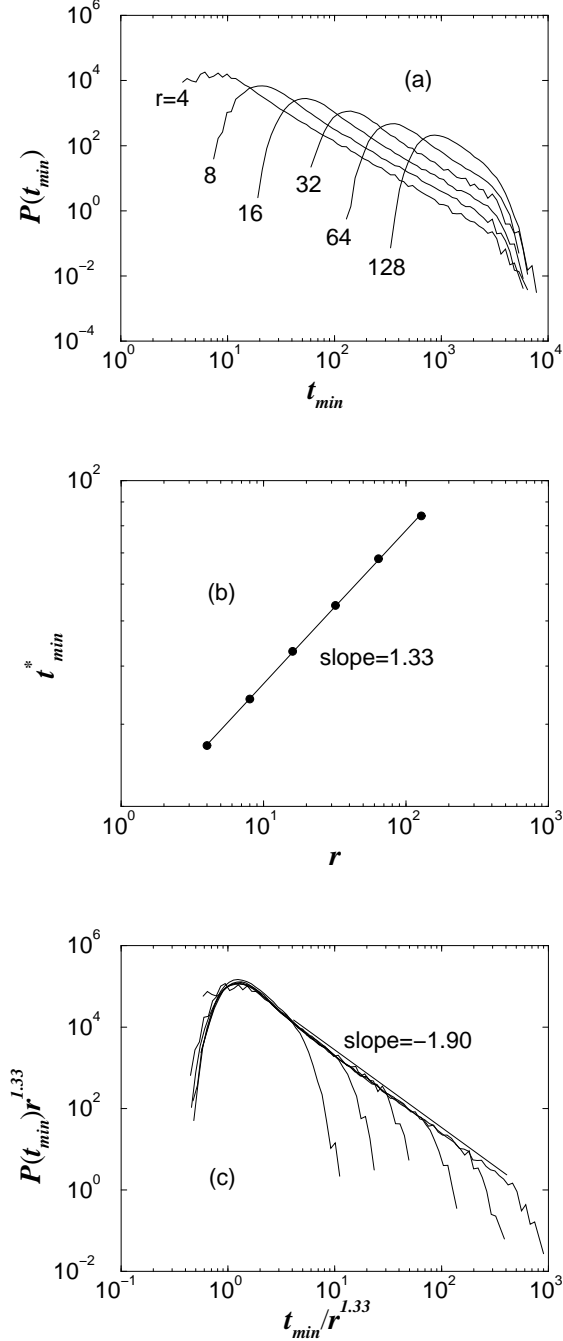 10^6
(a)
10^4
r=4
10^2
8
32
16
10^0
64
128
10^-2
10^-4
10^0 10^1 10^2 10^3 10^4
P(t_min)
t_min
10^2
(b)
t*_min
slope=1.33
10^0 10^1 10^2 10^3
r
10^6
slope=−1.90
10^4
10^2
10^0
(c)
10^-2
10^-1 10^0 10^1 10^2 10^3
P(t_min)r^1.33
t_min/r^1.33